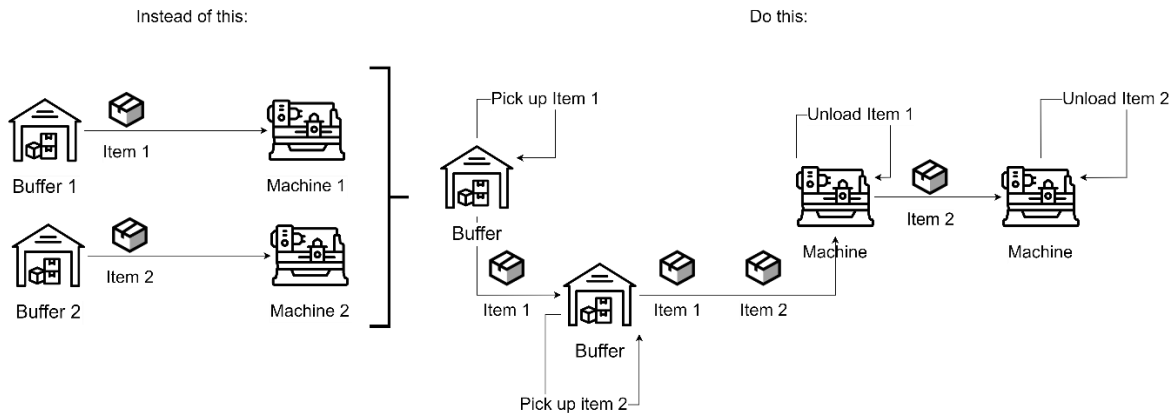 Instead of this:
Do this:
Item 1
Buffer 1
Machine 1
Item 2
Buffer 2
Machine 2
Pick up Item 1
Buffer
Item 1
Buffer
Pick up item 2
Item 1
Item 2
Unload Item 1
Machine
Item 2
Unload Item 2
Machine